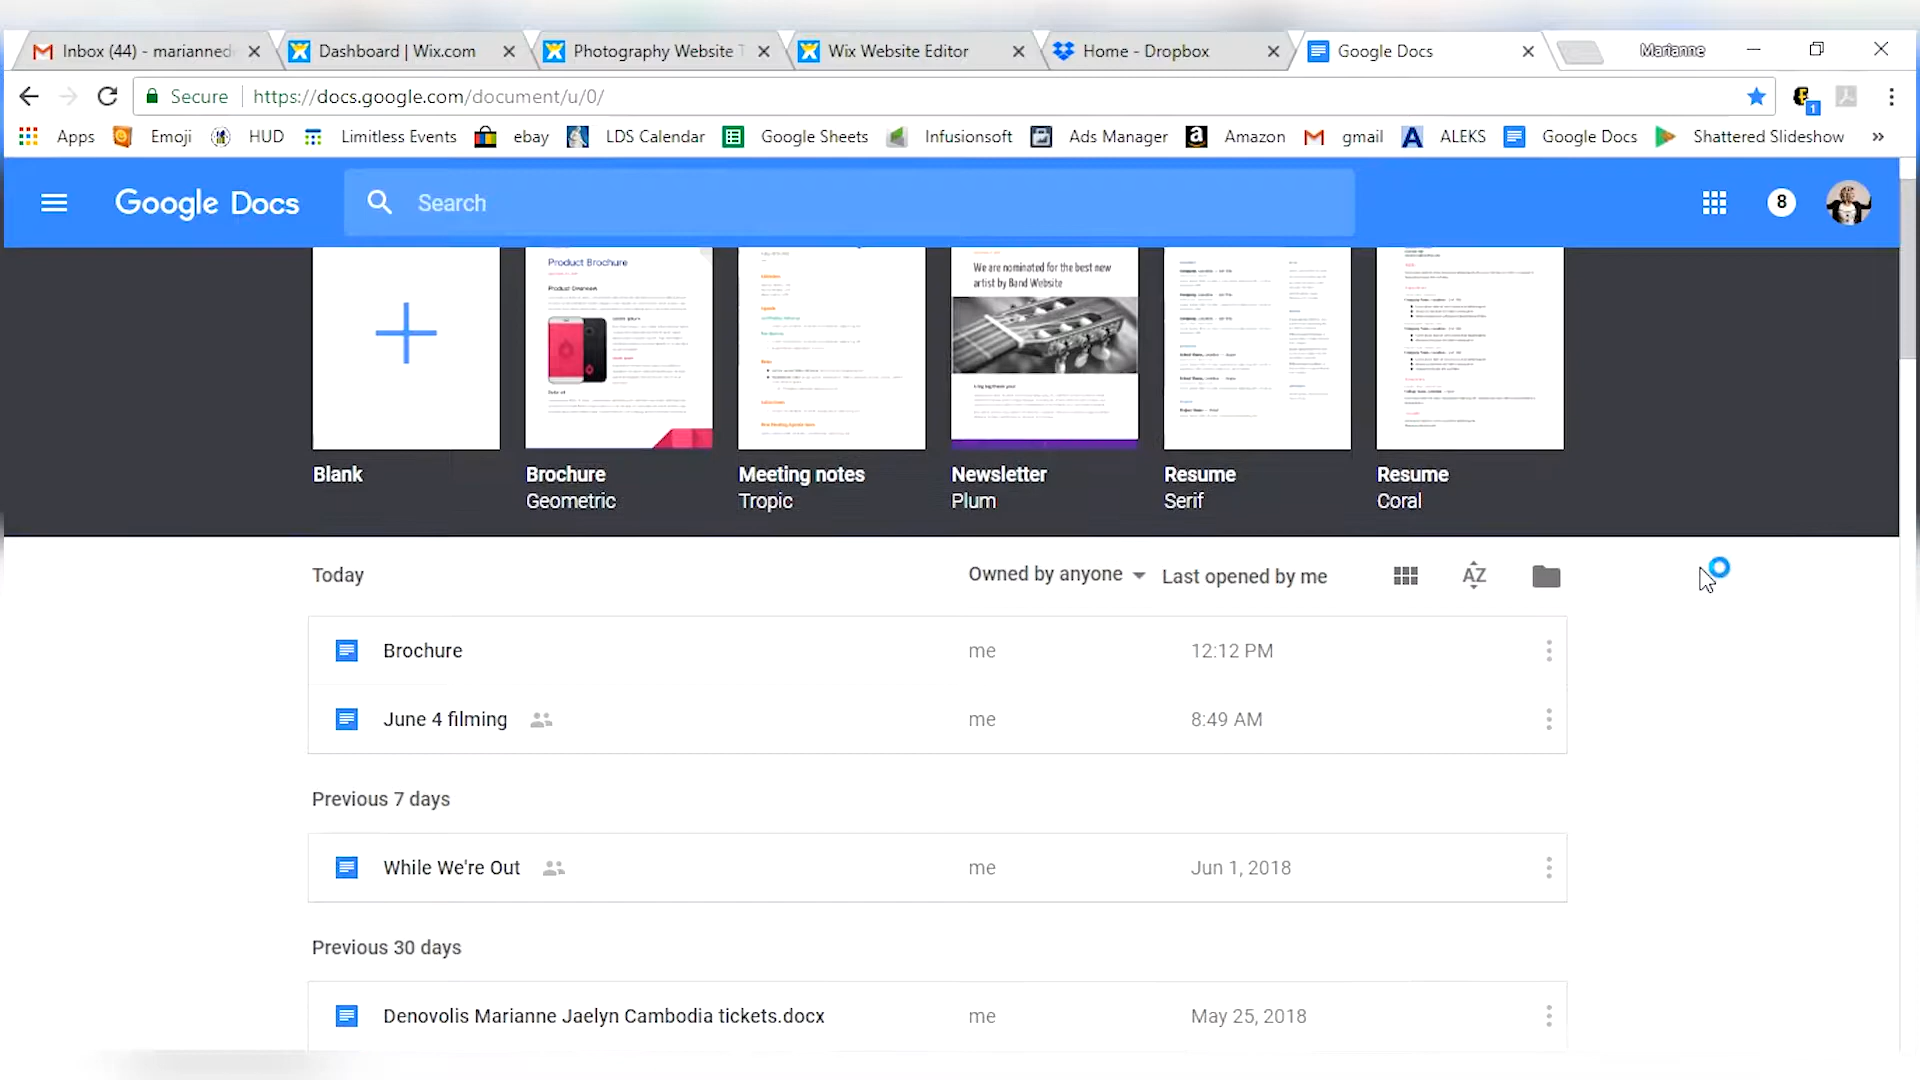 Inbox (44) - marianned
Dashboard | Wix.com
Photography Website T
Wix Website Editor
Home - Dropbox
Google Docs
Marianne
Secure
https://docs.google.com/document/u/0/
1
Apps
Emoji
HUD
Limitless Events
ebay
LDS Calendar
Google Sheets
Infusionsoft
Ads Manager
Amazon
gmail
ALEKS
Google Docs
Shattered Slideshow
»
Google Docs
Search
8
Product Brochure
Product Overview
We are nominated for the best new
artist by Band Website
Blank
Brochure
Geometric
Meeting notes
Tropic
Newsletter
Plum
Resume
Serif
Resume
Coral
Today
Owned by anyone
Last opened by me
AZ
Brochure
me
12:12 PM
June 4 filming
me
8:49 AM
Previous 7 days
While We're Out
me
Jun 1, 2018
Previous 30 days
Denovolis Marianne Jaelyn Cambodia tickets.docx
me
May 25, 2018